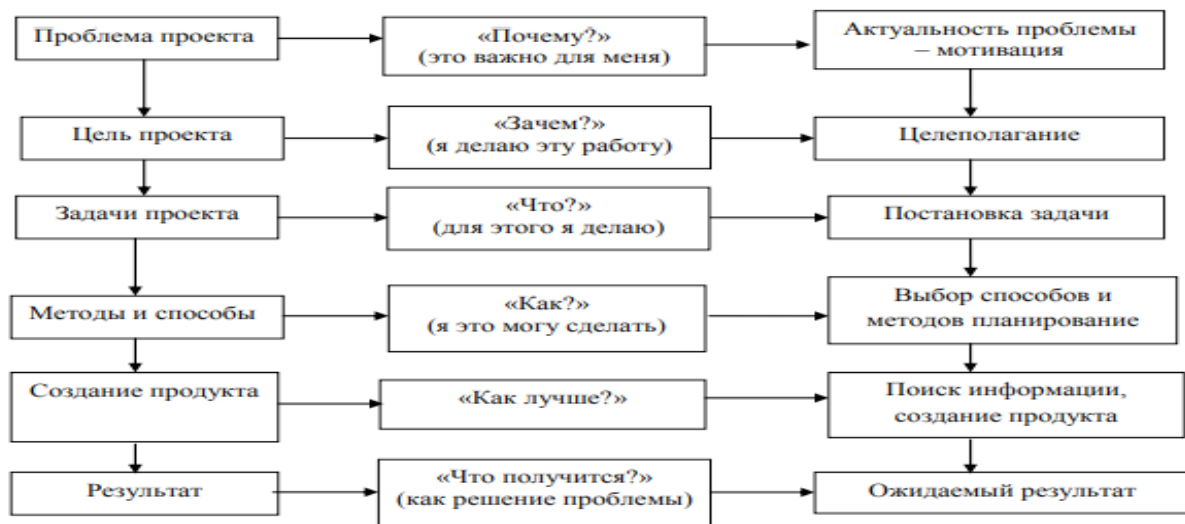 Проблема проекта
«Почему?»
(это важно для меня)
Актуальность проблемы
– мотивация
Цель проекта
«Зачем?»
(я делаю эту работу)
Целеполагание
Задачи проекта
«Что?»
(для этого я делаю)
Постановка задачи
Методы и способы
«Как?»
(я это могу сделать)
Выбор способов и
методов планирование
Создание продукта
«Как лучше?»
Поиск информации,
создание продукта
Результат
«Что получится?»
(как решение проблемы)
Ожидаемый результат